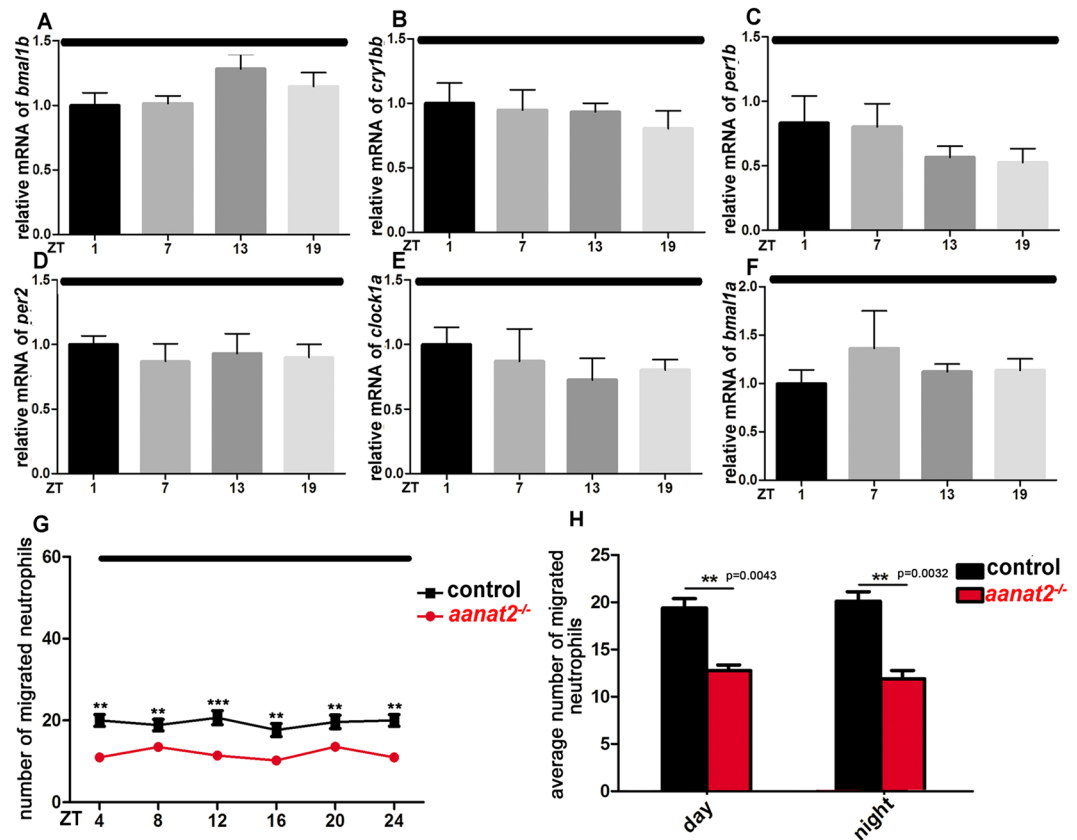 A
relative mRNA of bmal1b
1.5
1.0
0.5
0.0
ZT 1 7 13 19
B
relative mRNA of cry1bb
1.5
1.0
0.5
0.0
ZT 1 7 13 19
C
relative mRNA of per1b
1.5
1.0
0.5
0.0
ZT 1 7 13 19
D
relative mRNA of per2
1.5
1.0
0.5
0.0
ZT 1 7 13 19
E
relative mRNA of clock1a
1.5
1.0
0.5
0.0
ZT 1 7 13 19
F
relative mRNA of bmal1a
2.0
1.5
1.0
0.5
0.0
ZT 1 7 13 19
G
number of migrated neutrophils
60
40
20
0
control
aanat2-/-
** ** *** ** ** **
ZT 4 8 12 16 20 24
H
average number of migrated
neutrophils
25
20
15
10
5
0
** p=0.0043
** p=0.0032
control
aanat2-/-
day night